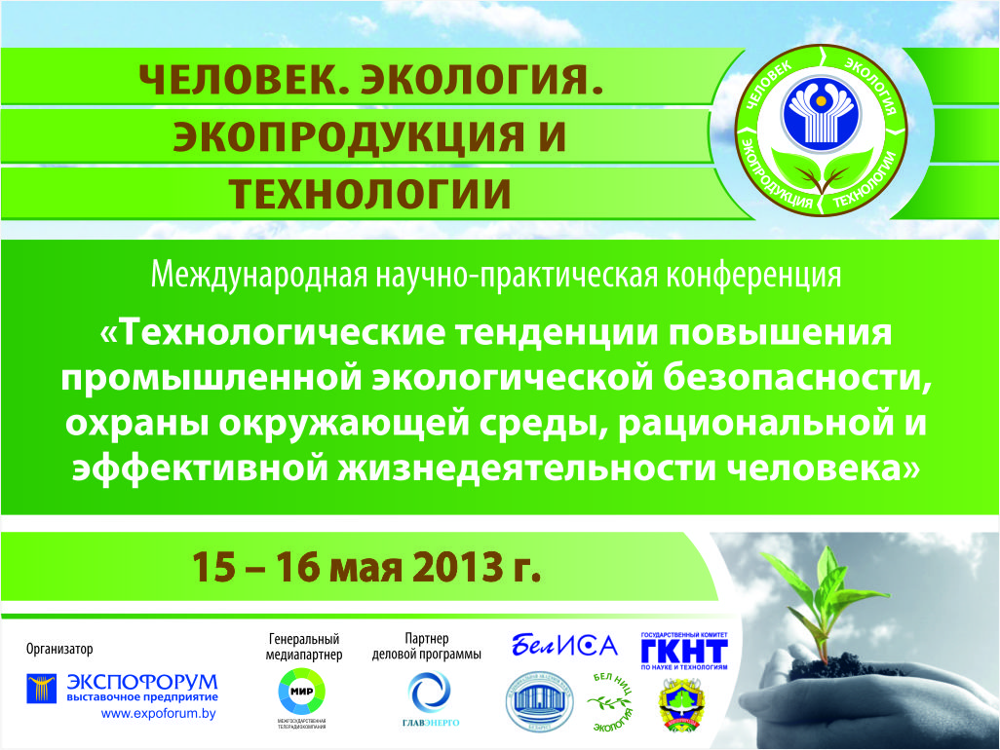 ЧЕЛОВЕК. ЭКОЛОГИЯ.
ЭКОПРОДУКЦИЯ И
ТЕХНОЛОГИИ
ЧЕЛОВЕК
ЭКОЛОГИЯ
ТЕХНОЛОГИИ
ЭКОПРОДУКЦИЯ
Международная научно-практическая конференция
«Технологические тенденции повышения
промышленной экологической безопасности,
охраны окружающей среды, рациональной и
эффективной жизнедеятельности человека»
15 – 16 мая 2013 г.
Организатор
ЭКСПОФОРУМ
выставочное предприятие
www.expoforum.by
Генеральный
медиапартнер
МИР
МЕЖГОСУДАРСТВЕННАЯ
ТЕЛЕРАДИОКОМПАНИЯ
Партнер
деловой программы
ГЛАВЭНЕРГО
БелИСА
ГОСУДАРСТВЕННЫЙ КОМИТЕТ
ГКНТ
ПО НАУКЕ И ТЕХНОЛОГИЯМ
БЕЛ НИЦ
ЭКОЛОГИЯ